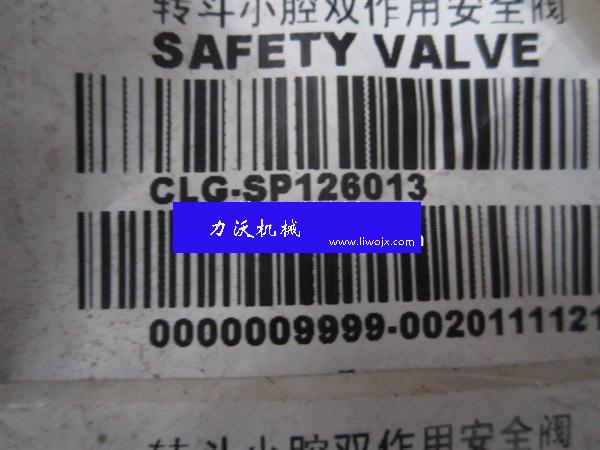 转斗小腔双作用安全阀
SAFETY VALVE
CLG-SP126013
力沃机械
www.liwojx.com
0000009999-0020111121
转斗小腔双作用安全阀